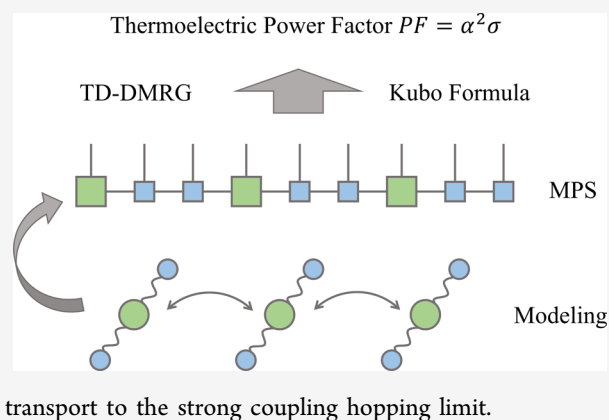 Thermoelectric Power Factor PF = α²σ
TD-DMRG Kubo Formula
MPS
Modeling
transport to the strong coupling hopping limit.